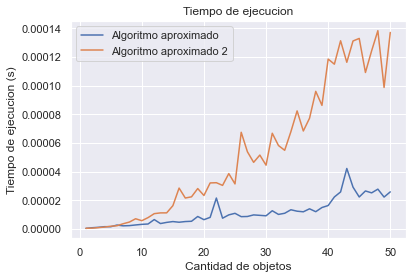 Tiempo de ejecucion
Algoritmo aproximado
Algoritmo aproximado 2
Tiempo de ejecucion (s)
0.00014
0.00012
0.00010
0.00008
0.00006
0.00004
0.00002
0.00000
0 10 20 30 40 50
Cantidad de objetos